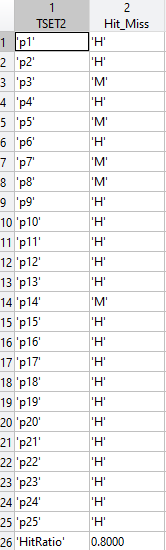 1 2
TSET2 Hit_Miss
1 'p1' 'H'
2 'p2' 'H'
3 'p3' 'M'
4 'p4' 'H'
5 'p5' 'M'
6 'p6' 'H'
7 'p7' 'M'
8 'p8' 'M'
9 'p9' 'H'
10 'p10' 'H'
11 'p11' 'H'
12 'p12' 'H'
13 'p13' 'H'
14 'p14' 'M'
15 'p15' 'H'
16 'p16' 'H'
17 'p17' 'H'
18 'p18' 'H'
19 'p19' 'H'
20 'p20' 'H'
21 'p21' 'H'
22 'p22' 'H'
23 'p23' 'H'
24 'p24' 'H'
25 'p25' 'H'
26 'HitRatio' 0.8000